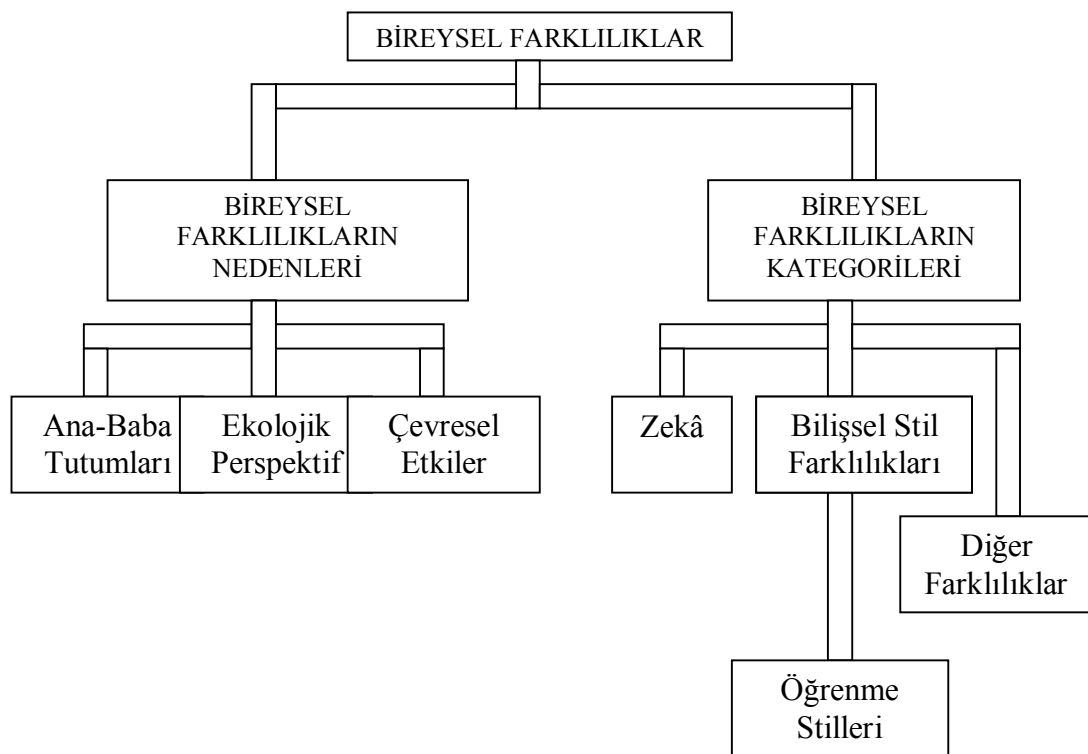 BİREYSEL FARKLILIKLAR
BİREYSEL
FARKLILIKLARIN
NEDENLERİ
BİREYSEL
FARKLILIKLARIN
KATEGORİLERİ
Ana-Baba
Tutumları
Ekolojik
Perspektif
Çevresel
Etkiler
Zekâ
Bilişsel Stil
Farklılıkları
Diğer
Farklılıklar
Öğrenme
Stilleri